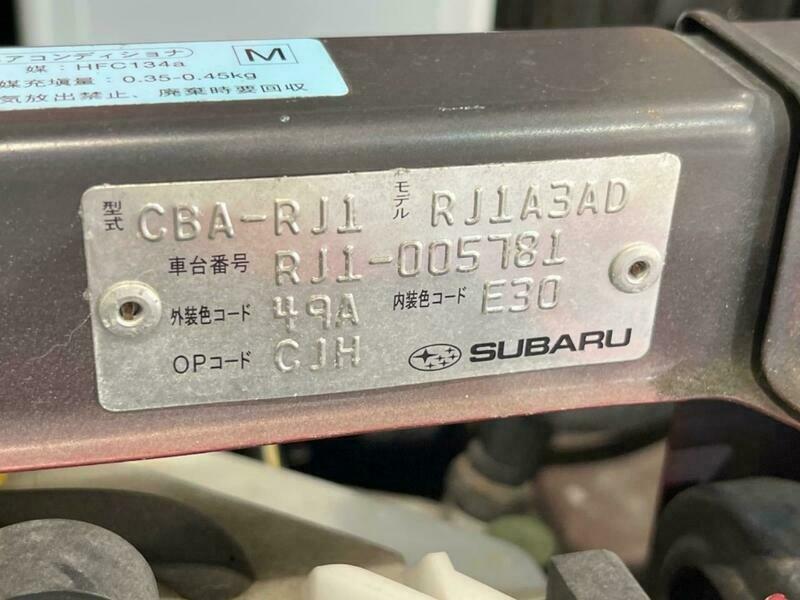 アコンディショナ M
媒 : HFC134a
媒充填量 : 0.35-0.45kg
気放出禁止、廃棄時要回収
型式 CBA-RJ1 モデル RJ1A3AD
車台番号 RJ1-005781
外装色コード 49A 内装色コード E30
OPコード CJH SUBARU